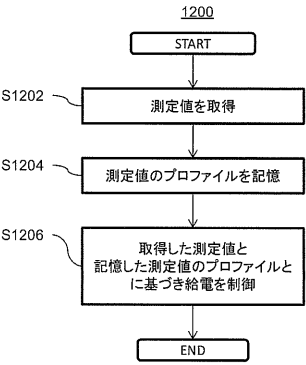 1200
START
S1202
測定値を取得
S1204
測定値のプロファイルを記憶
S1206
取得した測定値と
記憶した測定値のプロファイルと
に基づき給電を制御
END